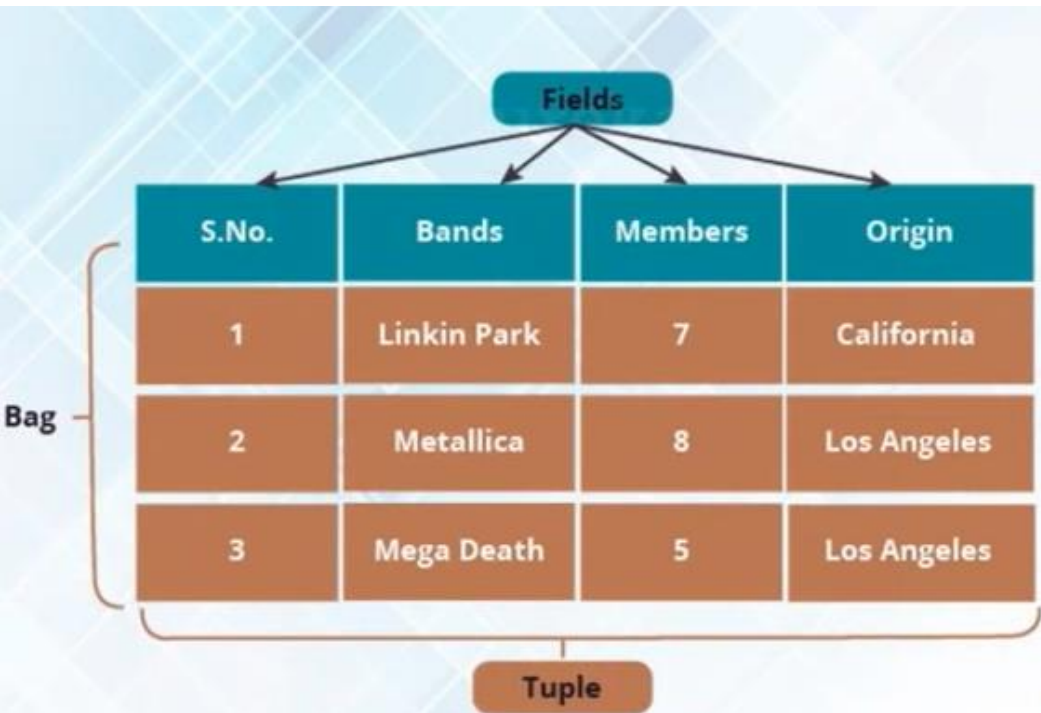 Fields
S.No. Bands Members Origin
1 Linkin Park 7 California
Bag
2 Metallica 8 Los Angeles
3 Mega Death 5 Los Angeles
Tuple